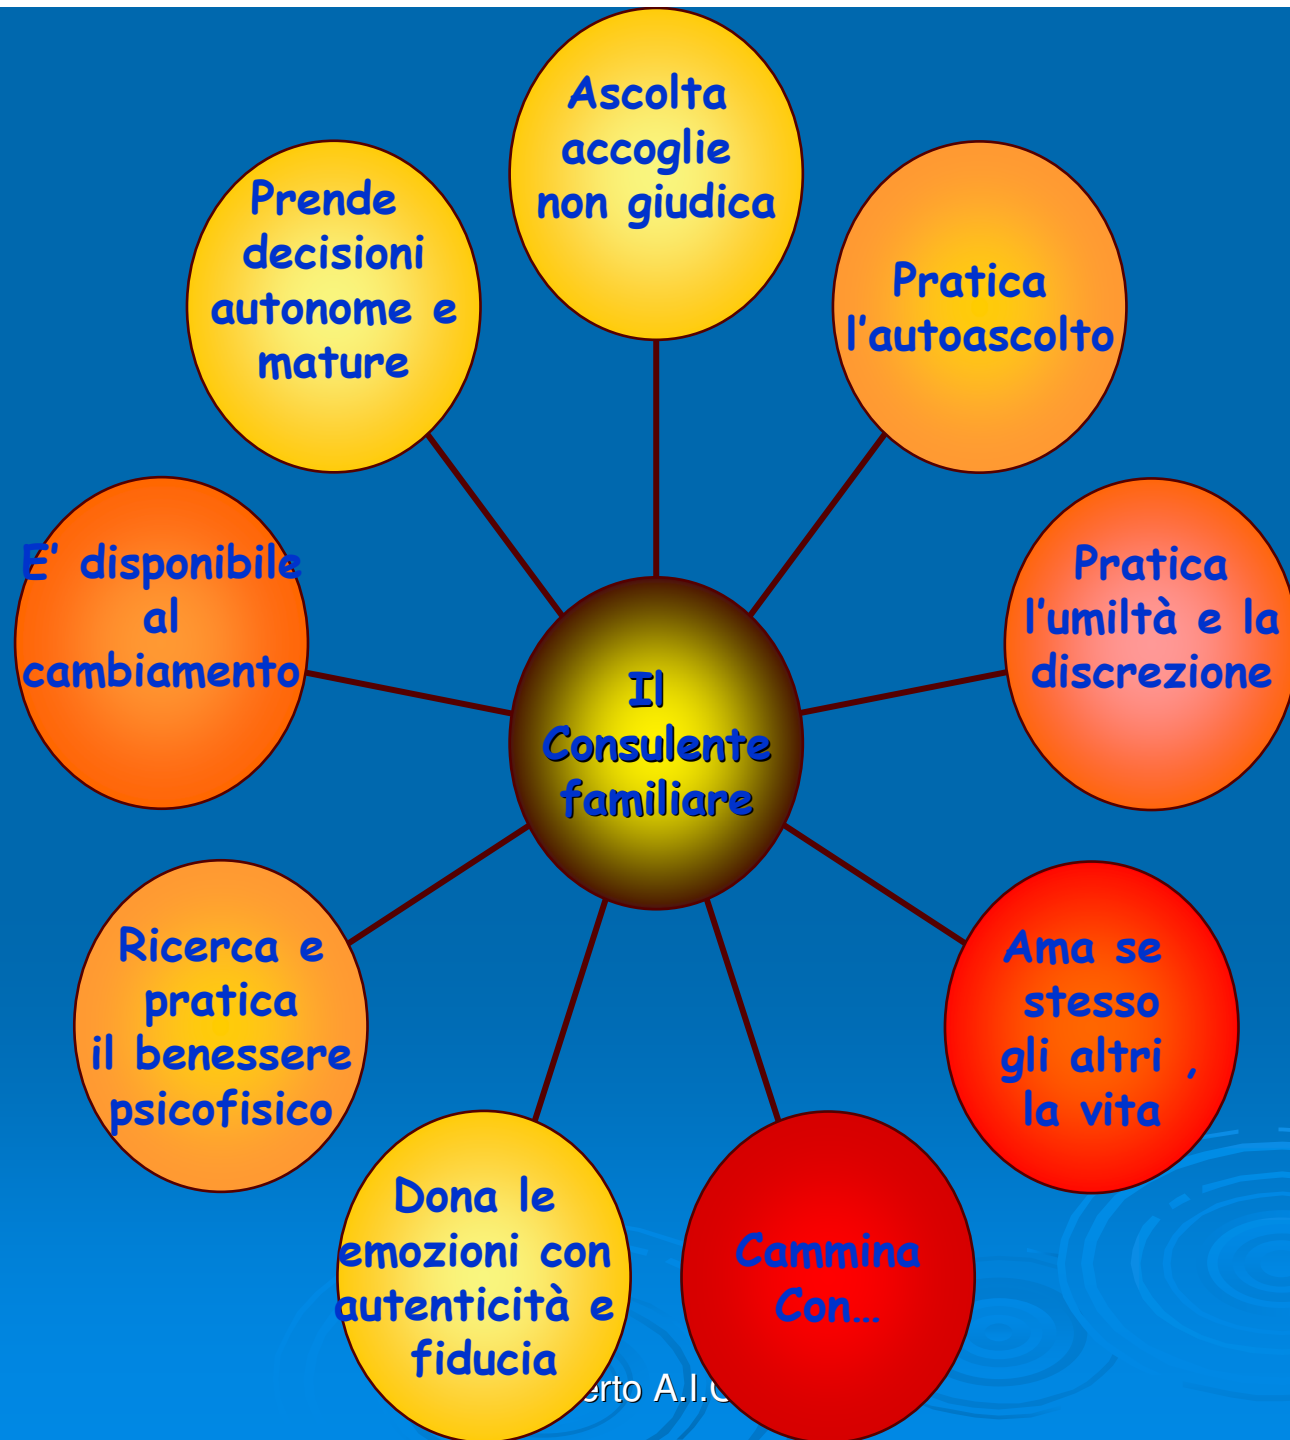 Ascolta
accoglie
non giudica
Pratica
l'autoascolto
Pratica
l'umiltà e la
discrezione
Ama se
stesso
gli altri ,
la vita
Cammina
Con…
Dona le
emozioni con
autenticità e
fiducia
Ricerca e
pratica
il benessere
psicofisico
E' disponibile
al
cambiamento
Prende
decisioni
autonome e
mature
Il
Consulente
familiare